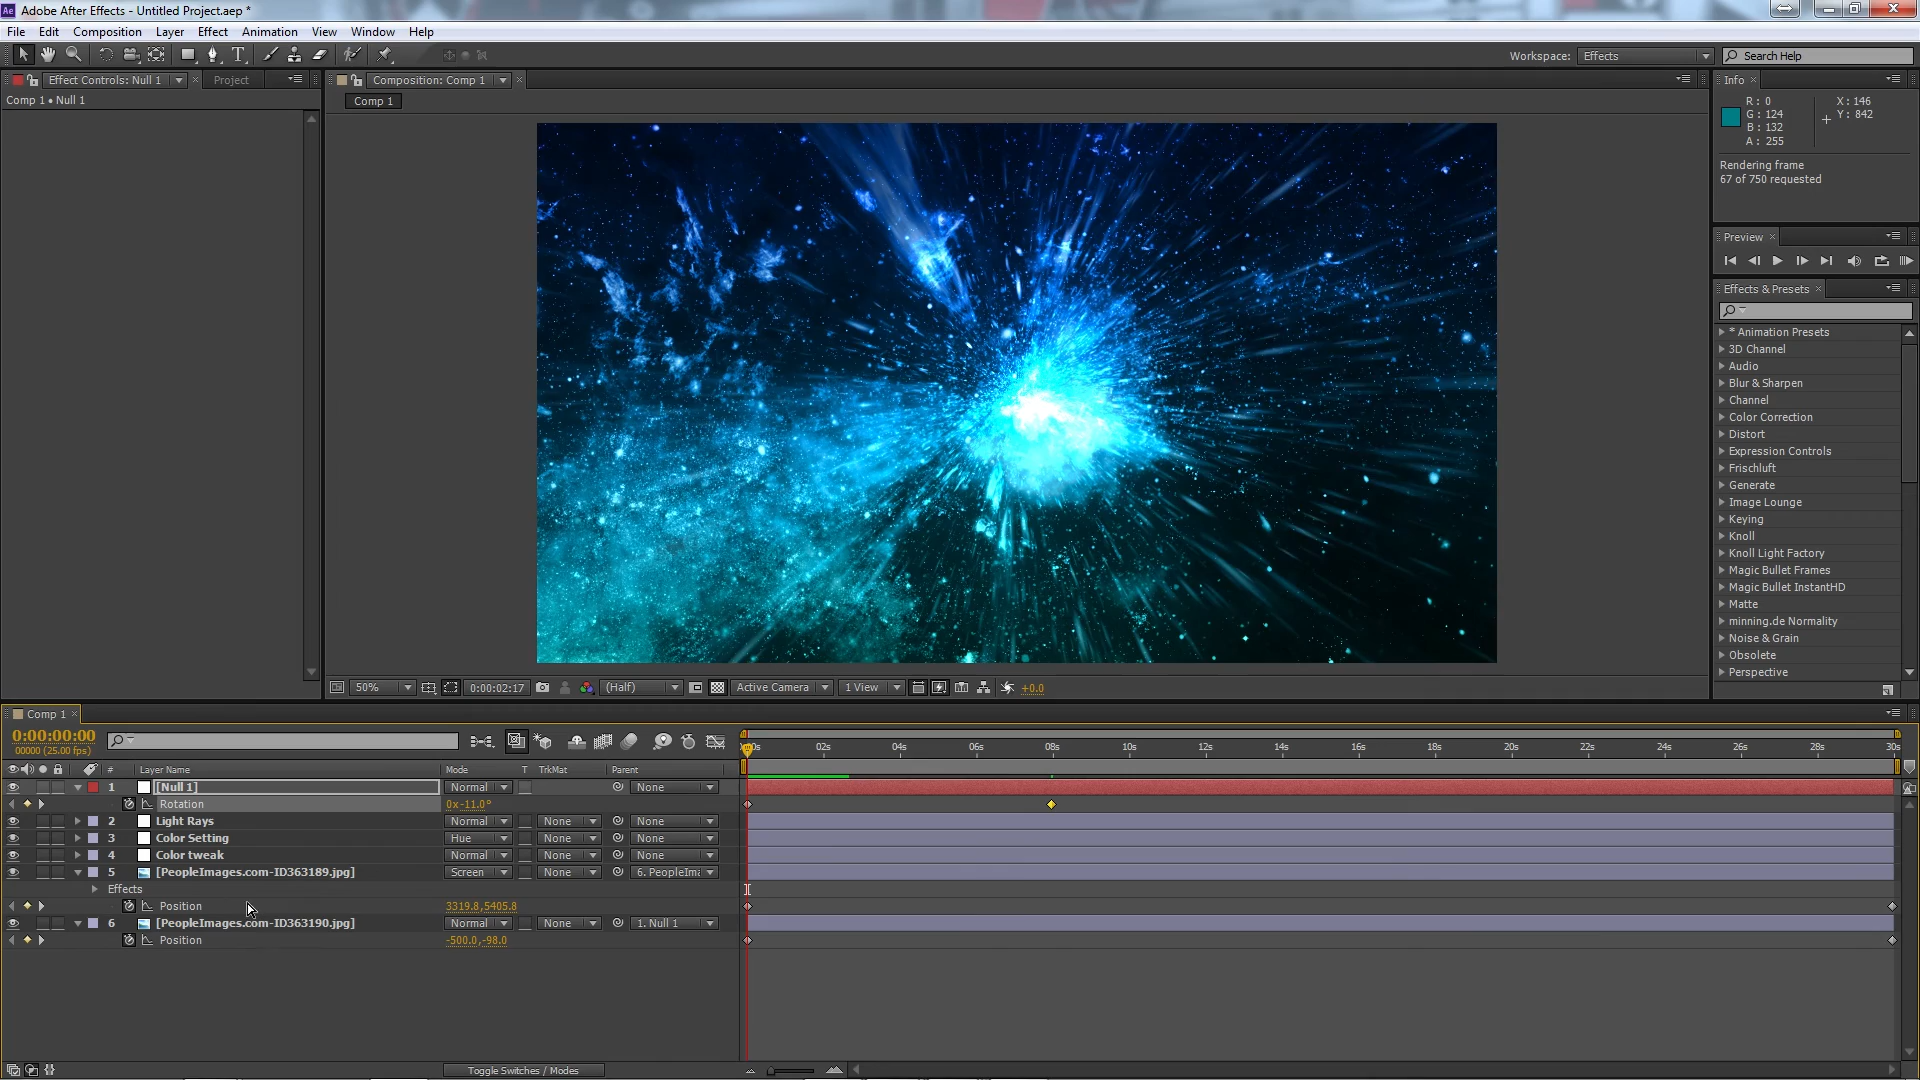 Ae Adobe After Effects - Untitled Project.aep *
File Edit Composition Layer Effect Animation View Window Help
Workspace: Effects Search Help
Effect Controls: Null 1 Project
Comp 1 • Null 1
Composition: Comp 1
Comp 1
Info
R: 0 X: 146
G: 124 Y: 842
B: 132
A: 255
Rendering frame
67 of 750 requested
Preview
Effects & Presets
* Animation Presets
3D Channel
Audio
Blur & Sharpen
Channel
Color Correction
Distort
Expression Controls
Frischluft
Generate
Image Lounge
Keying
Knoll
Knoll Light Factory
Magic Bullet Frames
Magic Bullet InstantHD
Matte
minning.de Normality
Noise & Grain
Obsolete
Perspective
50% 0:00:02:17 (Half) Active Camera 1 View +0.0
Comp 1
0:00:00:00
00000 (25.00 fps)
02s 04s 06s 08s 10s 12s 14s 16s 18s 20s 22s 24s 26s 28s 30s
# Layer Name Mode T TrkMat Parent
1 [Null 1] Normal None
Rotation 0x-11.0°
2 Light Rays Normal None None
3 Color Setting Hue None None
4 Color tweak Normal None None
5 [PeopleImages.com-ID363189.jpg] Screen None 6. PeopleIma
Effects
Position 3319.8,5405.8
6 [PeopleImages.com-ID363190.jpg] Normal None 1. Null 1
Position -500.0,-98.0
Toggle Switches / Modes